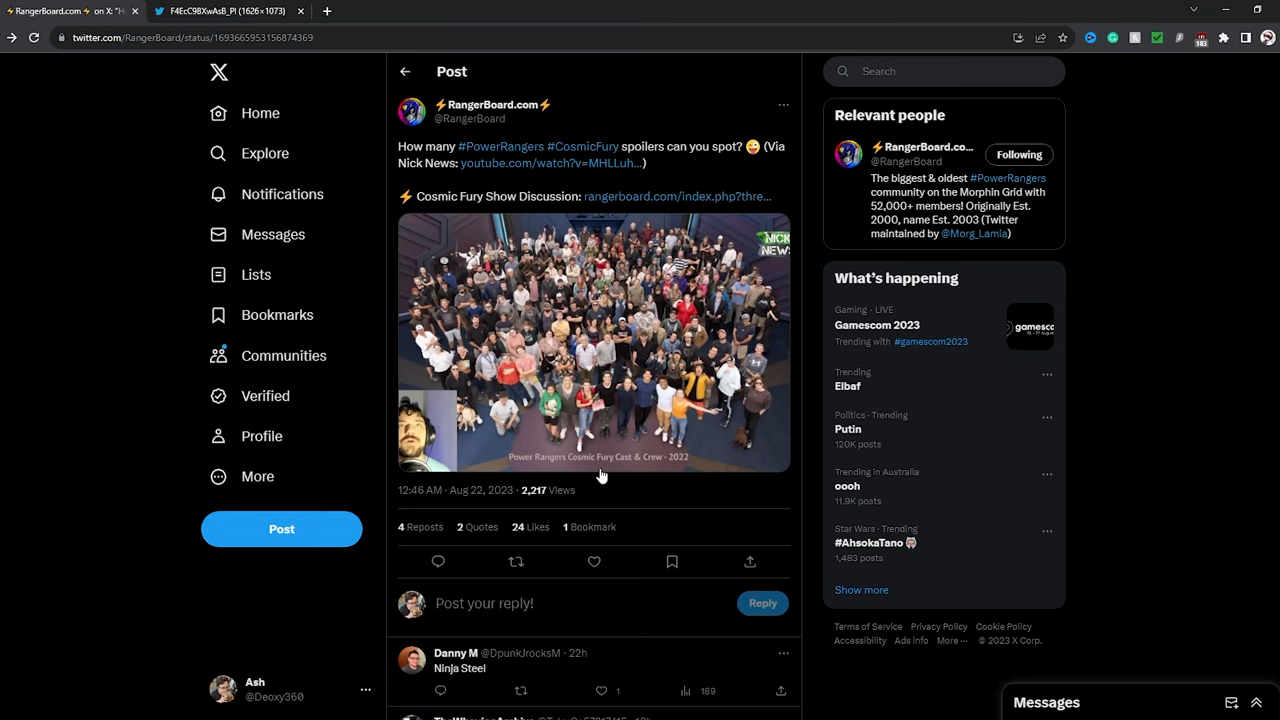 ⚡RangerBoard.com⚡ on X: "H
F4EcC9BXwAsB_PI (1626×1073)
twitter.com/RangerBoard/status/1693665953156874369
183
Home
Explore
Notifications
Messages
Lists
Bookmarks
Communities
Verified
Profile
More
Post
Ash
@Deoxy360
Post
⚡RangerBoard.com⚡
@RangerBoard
How many #PowerRangers #CosmicFury spoilers can you spot? 😜 (Via
Nick News: youtube.com/watch?v=MHLLuh...)
⚡ Cosmic Fury Show Discussion: rangerboard.com/index.php?thre...
NICK
NEWS
Power Rangers Cosmic Fury Cast & Crew - 2022
12:46 AM · Aug 22, 2023 · 2,217 Views
4 Reposts 2 Quotes 24 Likes 1 Bookmark
Post your reply!
Reply
Danny M @DpunkJrocksM · 22h
Ninja Steel
1 189
Search
Relevant people
⚡RangerBoard.co...
@RangerBoard
Following
The biggest & oldest #PowerRangers
community on the Morphin Grid with
52,000+ members! Originally Est.
2000, name Est. 2003 (Twitter
maintained by @Morg_Lamia)
What's happening
Gaming · LIVE
Gamescom 2023
Trending with #gamescom2023
gamesco
Trending
Elbaf
Politics · Trending
Putin
120K posts
Trending in Australia
oooh
11.9K posts
Star Wars · Trending
#AhsokaTano
1,483 posts
Show more
Terms of Service Privacy Policy Cookie Policy
Accessibility Ads info More ··· © 2023 X Corp.
Messages